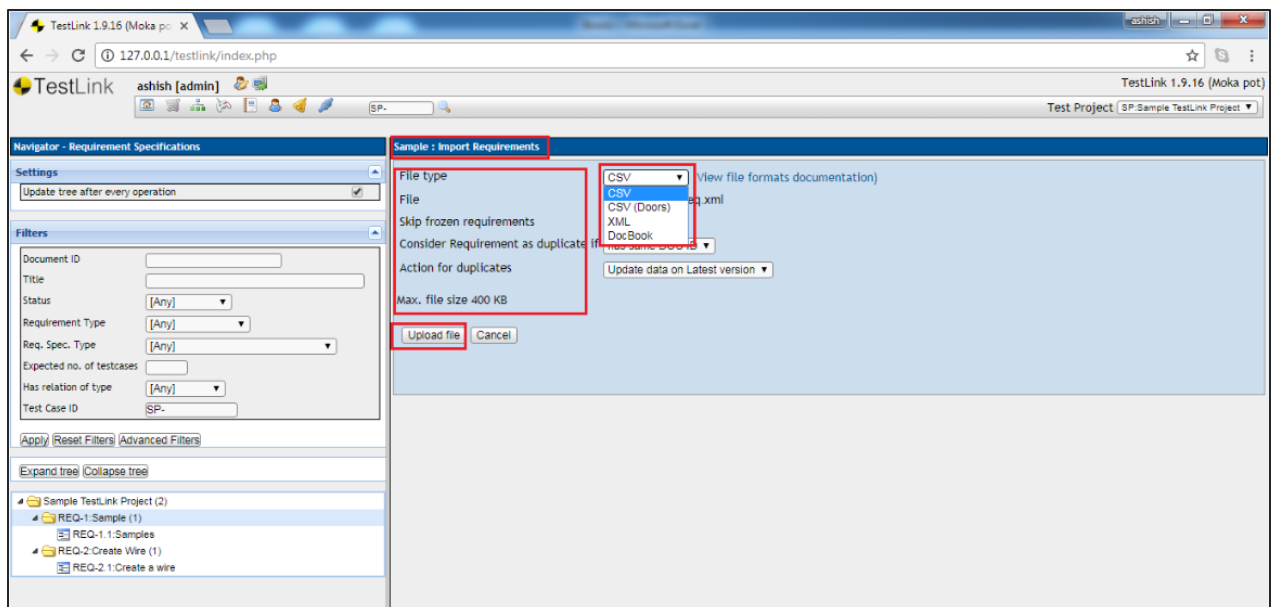 TestLink 1.9.16 (Moka po
ashish
127.0.0.1/testlink/index.php
TestLink ashish [admin] TestLink 1.9.16 (Moka pot)
SP- Test Project SP:Sample TestLink Project
Navigator - Requirement Specifications
Settings
Update tree after every operation
Filters
Document ID
Title
Status [Any]
Requirement Type [Any]
Req. Spec. Type [Any]
Expected no. of testcases
Has relation of type [Any]
Test Case ID SP-
Apply Reset Filters Advanced Filters
Expand tree Collapse tree
Sample TestLink Project (2)
REQ-1:Sample (1)
REQ-1.1:Samples
REQ-2:Create Wire (1)
REQ-2.1:Create a wire
Sample : Import Requirements
File type CSV View file formats documentation)
CSV
CSV (Doors)
XML
DocBook
File eq.xml
Skip frozen requirements
Consider Requirement as duplicate if has same DOC ID
Action for duplicates Update data on Latest version
Max. file size 400 KB
Upload file Cancel